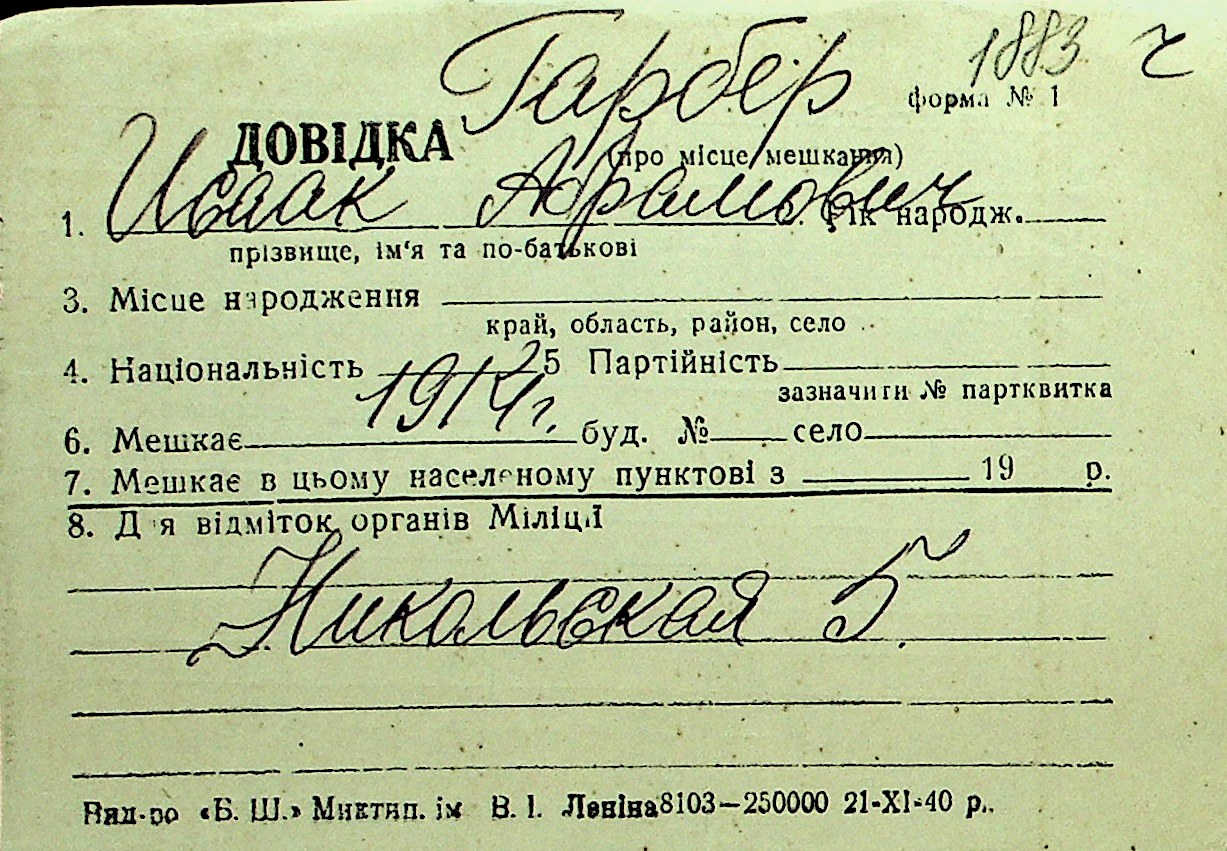 Гарбер 1883 ч
форма № 1
ДОВІДКА
(про місце мешкання)
1. Исаак Абрамович 2. Рік народж.
прізвище, ім'я та по-батькові
3. Місце народження
край, область, район, село
4. Національність 5 Партійність
зазначити № партквитка
1914 г.
6. Мешкає буд. № село
7. Мешкає в цьому населеному пунктові з 19 р.
8. Для відміток органів Міліції
Никольская 5.
Вид-во «Б. Ш.» Миктип. ім В. І. Леніна 8103—250000 21-XI-40 р.